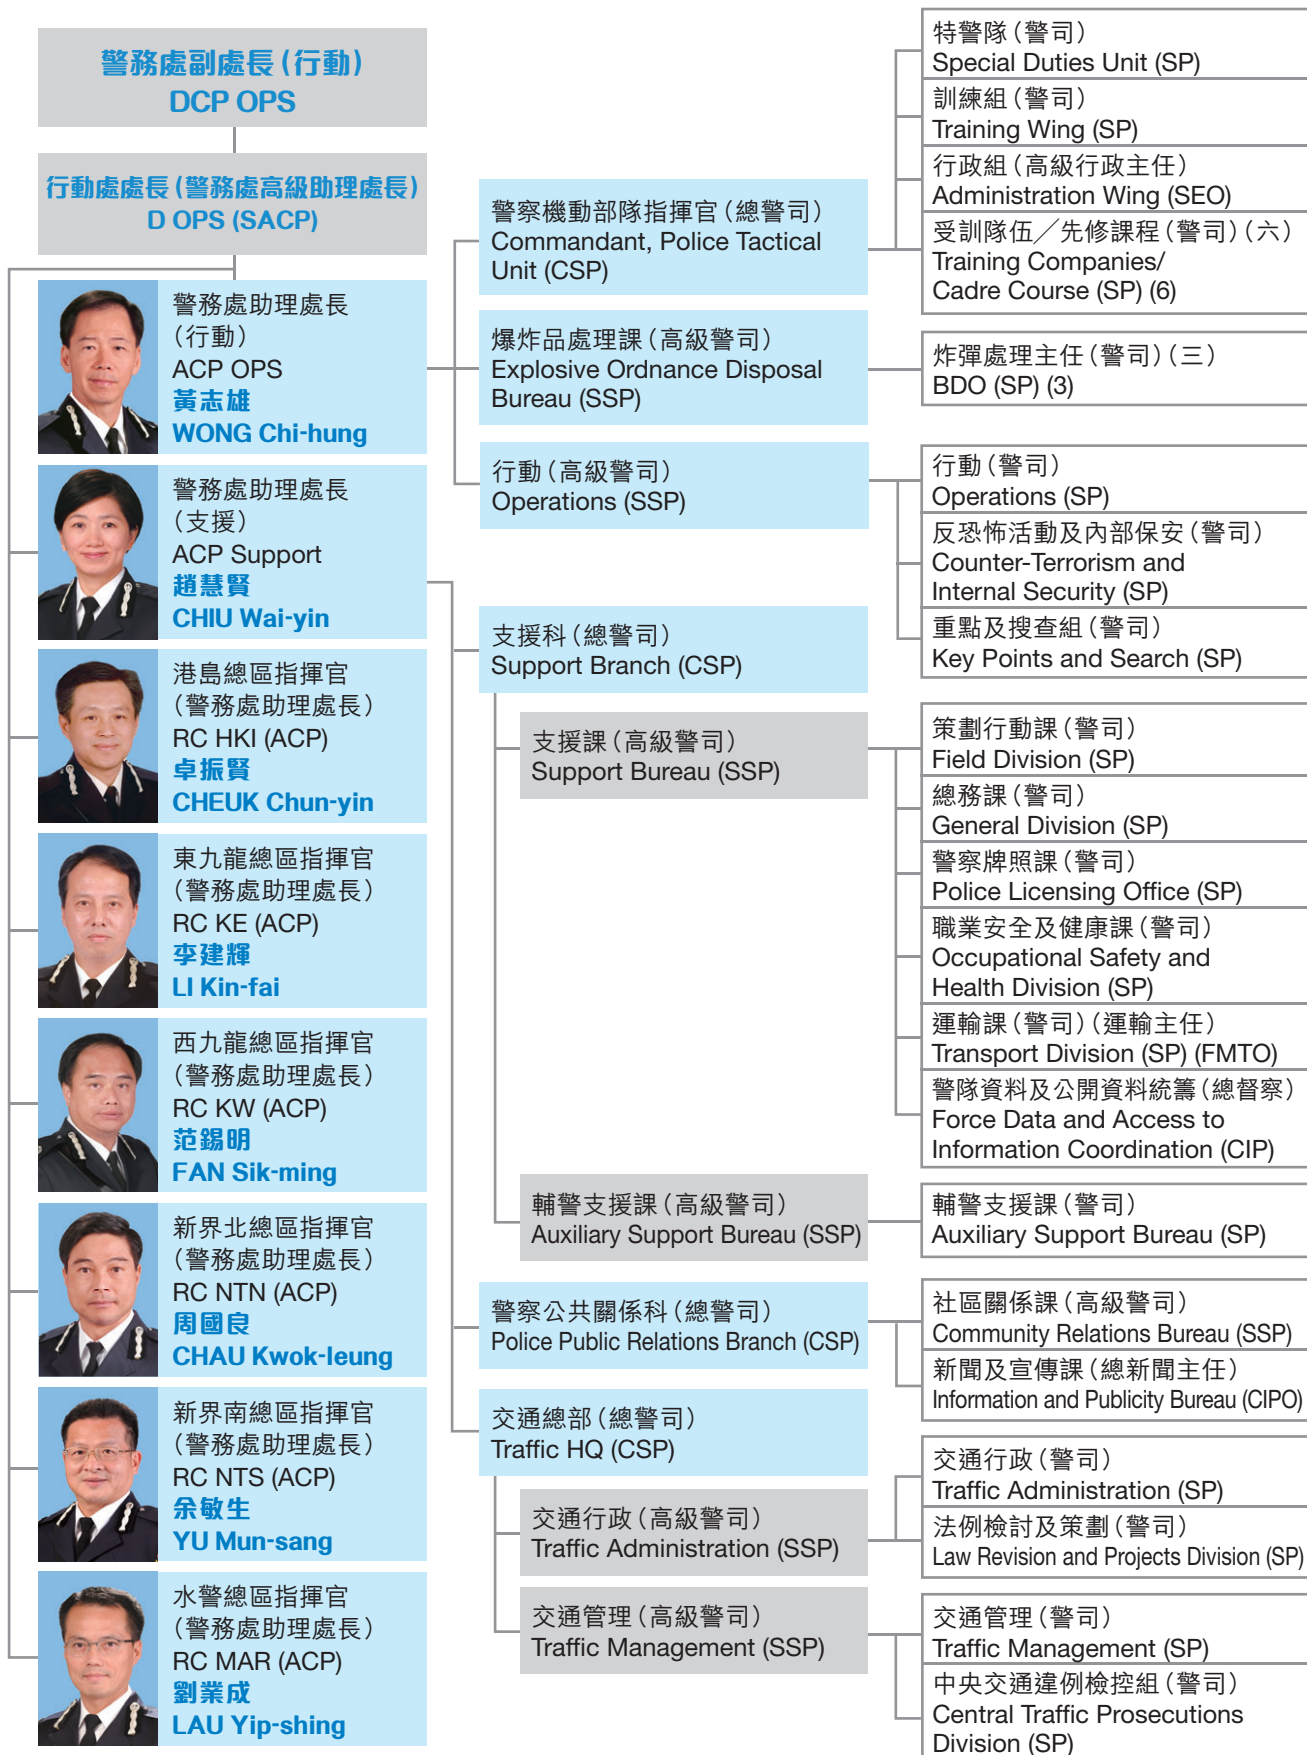 警務處副處長（行動）
DCP OPS
行動處處長（警務處高級助理處長）
D OPS (SACP)
警務處助理處長
（行動）
ACP OPS
黃志雄
WONG Chi-hung
警務處助理處長
（支援）
ACP Support
趙慧賢
CHIU Wai-yin
港島總區指揮官
（警務處助理處長）
RC HKI (ACP)
卓振賢
CHEUK Chun-yin
東九龍總區指揮官
（警務處助理處長）
RC KE (ACP)
李建輝
LI Kin-fai
西九龍總區指揮官
（警務處助理處長）
RC KW (ACP)
范錫明
FAN Sik-ming
新界北總區指揮官
（警務處助理處長）
RC NTN (ACP)
周國良
CHAU Kwok-leung
新界南總區指揮官
（警務處助理處長）
RC NTS (ACP)
余敏生
YU Mun-sang
水警總區指揮官
（警務處助理處長）
RC MAR (ACP)
劉業成
LAU Yip-shing
警察機動部隊指揮官（總警司）
Commandant, Police Tactical
Unit (CSP)
爆炸品處理課（高級警司）
Explosive Ordnance Disposal
Bureau (SSP)
行動（高級警司）
Operations (SSP)
支援科（總警司）
Support Branch (CSP)
支援課（高級警司）
Support Bureau (SSP)
輔警支援課（高級警司）
Auxiliary Support Bureau (SSP)
警察公共關係科（總警司）
Police Public Relations Branch (CSP)
交通總部（總警司）
Traffic HQ (CSP)
交通行政（高級警司）
Traffic Administration (SSP)
交通管理（高級警司）
Traffic Management (SSP)
特警隊（警司）
Special Duties Unit (SP)
訓練組（警司）
Training Wing (SP)
行政組（高級行政主任）
Administration Wing (SEO)
受訓隊伍／先修課程（警司）（六）
Training Companies/
Cadre Course (SP) (6)
炸彈處理主任（警司）（三）
BDO (SP) (3)
行動（警司）
Operations (SP)
反恐怖活動及內部保安（警司）
Counter-Terrorism and
Internal Security (SP)
重點及搜查組（警司）
Key Points and Search (SP)
策劃行動課（警司）
Field Division (SP)
總務課（警司）
General Division (SP)
警察牌照課（警司）
Police Licensing Office (SP)
職業安全及健康課（警司）
Occupational Safety and
Health Division (SP)
運輸課（警司）（運輸主任）
Transport Division (SP) (FMTO)
警隊資料及公開資料統籌（總督察）
Force Data and Access to
Information Coordination (CIP)
輔警支援課（警司）
Auxiliary Support Bureau (SP)
社區關係課（高級警司）
Community Relations Bureau (SSP)
新聞及宣傳課（總新聞主任）
Information and Publicity Bureau (CIPO)
交通行政（警司）
Traffic Administration (SP)
法例檢討及策劃（警司）
Law Revision and Projects Division (SP)
交通管理（警司）
Traffic Management (SP)
中央交通違例檢控組（警司）
Central Traffic Prosecutions
Division (SP)